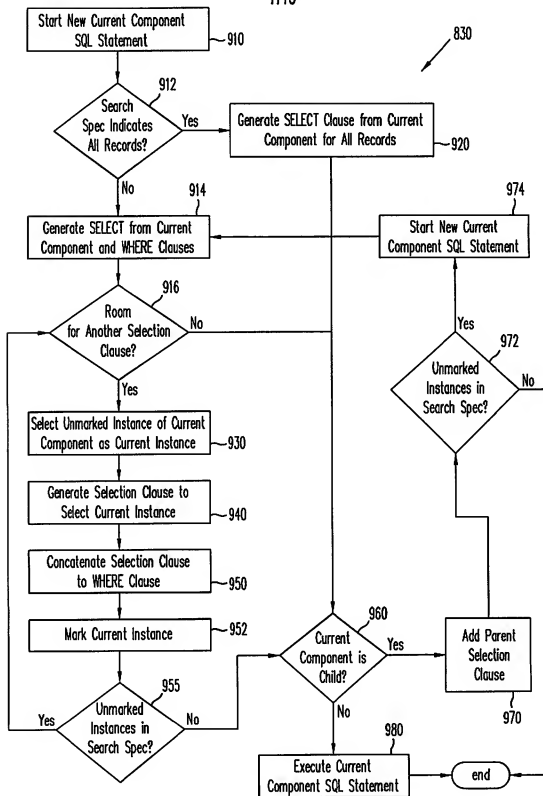 Start New Current Component
SQL Statement
910
830
912
Search
Spec Indicates
All Records?
Yes
No
Generate SELECT Clause from Current
Component for All Records
920
914
Generate SELECT from Current
Component and WHERE Clauses
974
Start New Current
Component SQL Statement
916
Room
for Another Selection
Clause?
No
Yes
Yes
972
Unmarked
Instances in
Search Spec?
No
Select Unmarked Instance of Current
Component as Current Instance
930
Generate Selection Clause to
Select Current Instance
940
Concatenate Selection Clause
to WHERE Clause
950
Mark Current Instance
952
955
Unmarked
Instances in
Search Spec?
Yes
No
960
Current
Component is
Child?
Yes
No
Add Parent
Selection
Clause
970
980
Execute Current
Component SQL Statement
end